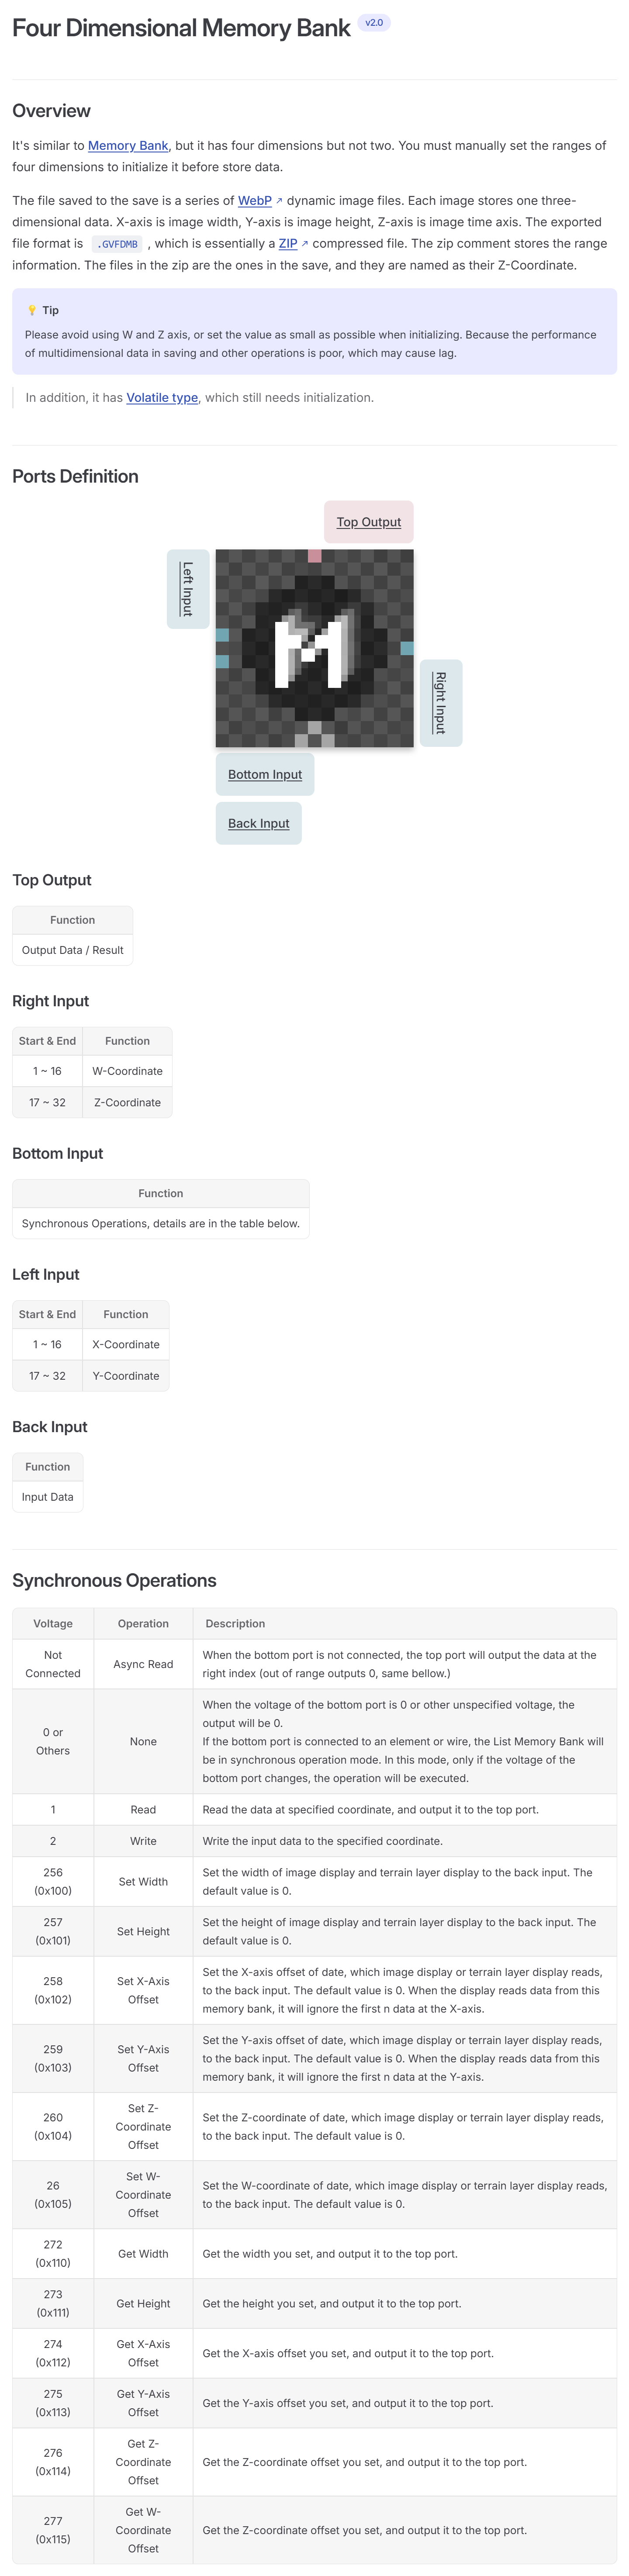 Four Dimensional Memory Bank v2.0
Overview
It's similar to Memory Bank, but it has four dimensions but not two. You must manually set the ranges of
four dimensions to initialize it before store data.
The file saved to the save is a series of WebP ↗ dynamic image files. Each image stores one three-
dimensional data. X-axis is image width, Y-axis is image height, Z-axis is image time axis. The exported
file format is .GVFDMB , which is essentially a ZIP ↗ compressed file. The zip comment stores the range
information. The files in the zip are the ones in the save, and they are named as their Z-Coordinate.
💡 Tip
Please avoid using W and Z axis, or set the value as small as possible when initializing. Because the performance
of multidimensional data in saving and other operations is poor, which may cause lag.
In addition, it has Volatile type, which still needs initialization.
Ports Definition
Top Output
Left Input
Right Input
Bottom Input
Back Input
Top Output
Function
Output Data / Result
Right Input
Start & End Function
1 ~ 16 W-Coordinate
17 ~ 32 Z-Coordinate
Bottom Input
Function
Synchronous Operations, details are in the table below.
Left Input
Start & End Function
1 ~ 16 X-Coordinate
17 ~ 32 Y-Coordinate
Back Input
Function
Input Data
Synchronous Operations
Voltage Operation Description
Not
Connected
Async Read
When the bottom port is not connected, the top port will output the data at the
right index (out of range outputs 0, same bellow.)
0 or
Others
None
When the voltage of the bottom port is 0 or other unspecified voltage, the
output will be 0.
If the bottom port is connected to an element or wire, the List Memory Bank will
be in synchronous operation mode. In this mode, only if the voltage of the
bottom port changes, the operation will be executed.
1 Read Read the data at specified coordinate, and output it to the top port.
2 Write Write the input data to the specified coordinate.
256
(0x100)
Set Width
Set the width of image display and terrain layer display to the back input. The
default value is 0.
257
(0x101)
Set Height
Set the height of image display and terrain layer display to the back input. The
default value is 0.
258
(0x102)
Set X-Axis
Offset
Set the X-axis offset of date, which image display or terrain layer display reads,
to the back input. The default value is 0. When the display reads data from this
memory bank, it will ignore the first n data at the X-axis.
259
(0x103)
Set Y-Axis
Offset
Set the Y-axis offset of date, which image display or terrain layer display reads,
to the back input. The default value is 0. When the display reads data from this
memory bank, it will ignore the first n data at the Y-axis.
260
(0x104)
Set Z-
Coordinate
Offset
Set the Z-coordinate of date, which image display or terrain layer display reads,
to the back input. The default value is 0.
26
(0x105)
Set W-
Coordinate
Offset
Set the W-coordinate of date, which image display or terrain layer display reads,
to the back input. The default value is 0.
272
(0x110)
Get Width
Get the width you set, and output it to the top port.
273
(0x111)
Get Height
Get the height you set, and output it to the top port.
274
(0x112)
Get X-Axis
Offset
Get the X-axis offset you set, and output it to the top port.
275
(0x113)
Get Y-Axis
Offset
Get the Y-axis offset you set, and output it to the top port.
276
(0x114)
Get Z-
Coordinate
Offset
Get the Z-coordinate offset you set, and output it to the top port.
277
(0x115)
Get W-
Coordinate
Offset
Get the Z-coordinate offset you set, and output it to the top port.